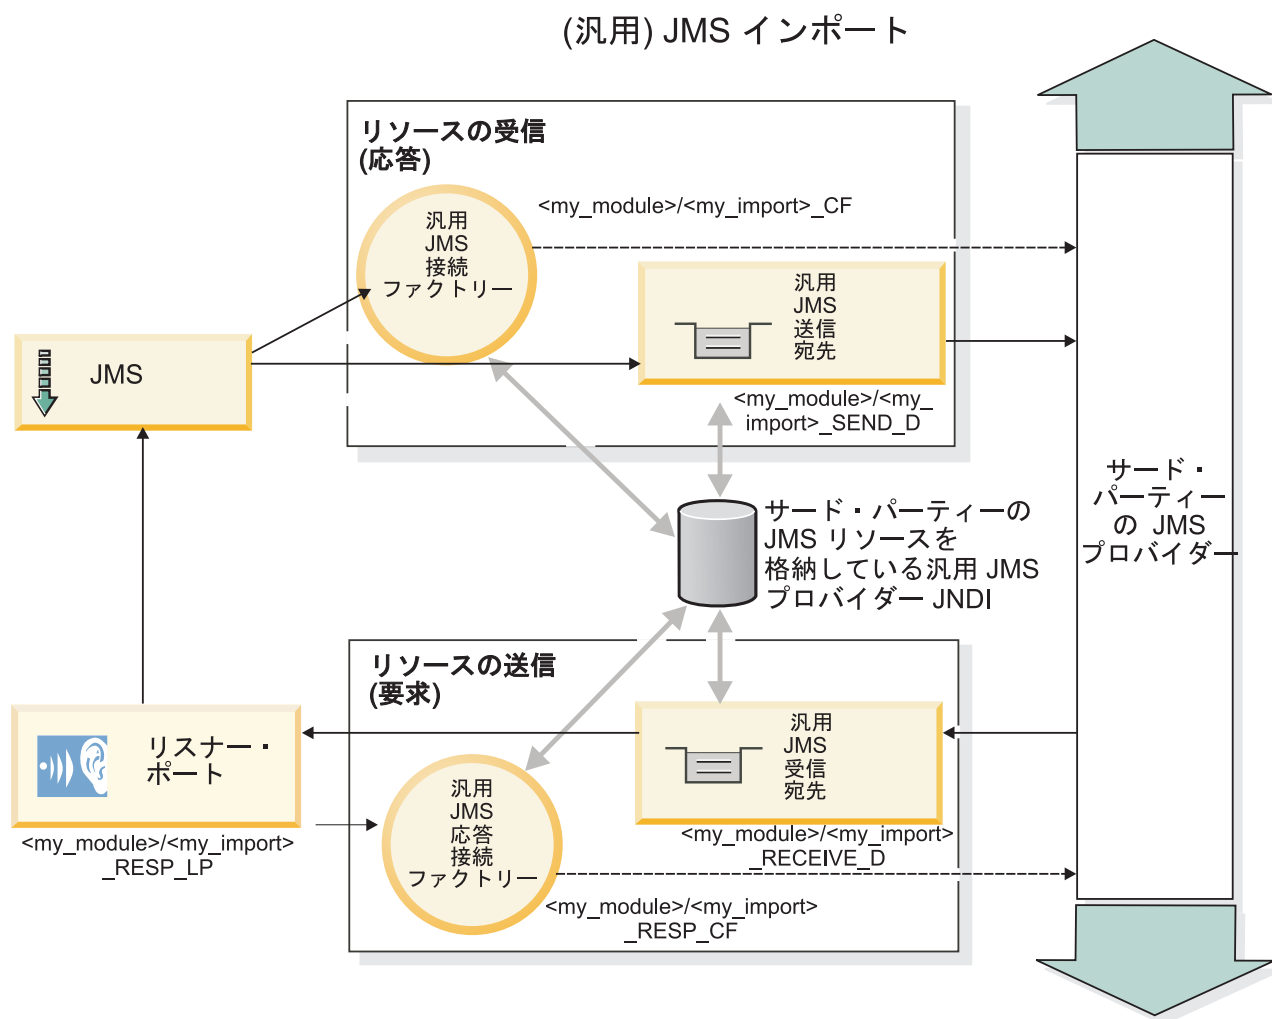 (汎用) JMS インポート
リソースの受信
(応答)
汎用
JMS
接続
ファクトリー
<my_module>/<my_import>_CF
汎用
JMS
送信
宛先
<my_module>/<my_
import>_SEND_D
JMS
サード・パーティーの
JMS リソースを
格納している汎用 JMS
プロバイダー JNDI
サード・
パーティー
の JMS
プロバイダー
リソースの送信
(要求)
リスナー・
ポート
<my_module>/<my_import>
_RESP_LP
汎用
JMS
応答
接続
ファクトリー
<my_module>/<my_import>
_RESP_CF
汎用
JMS
受信
宛先
<my_module>/<my_import>
_RECEIVE_D